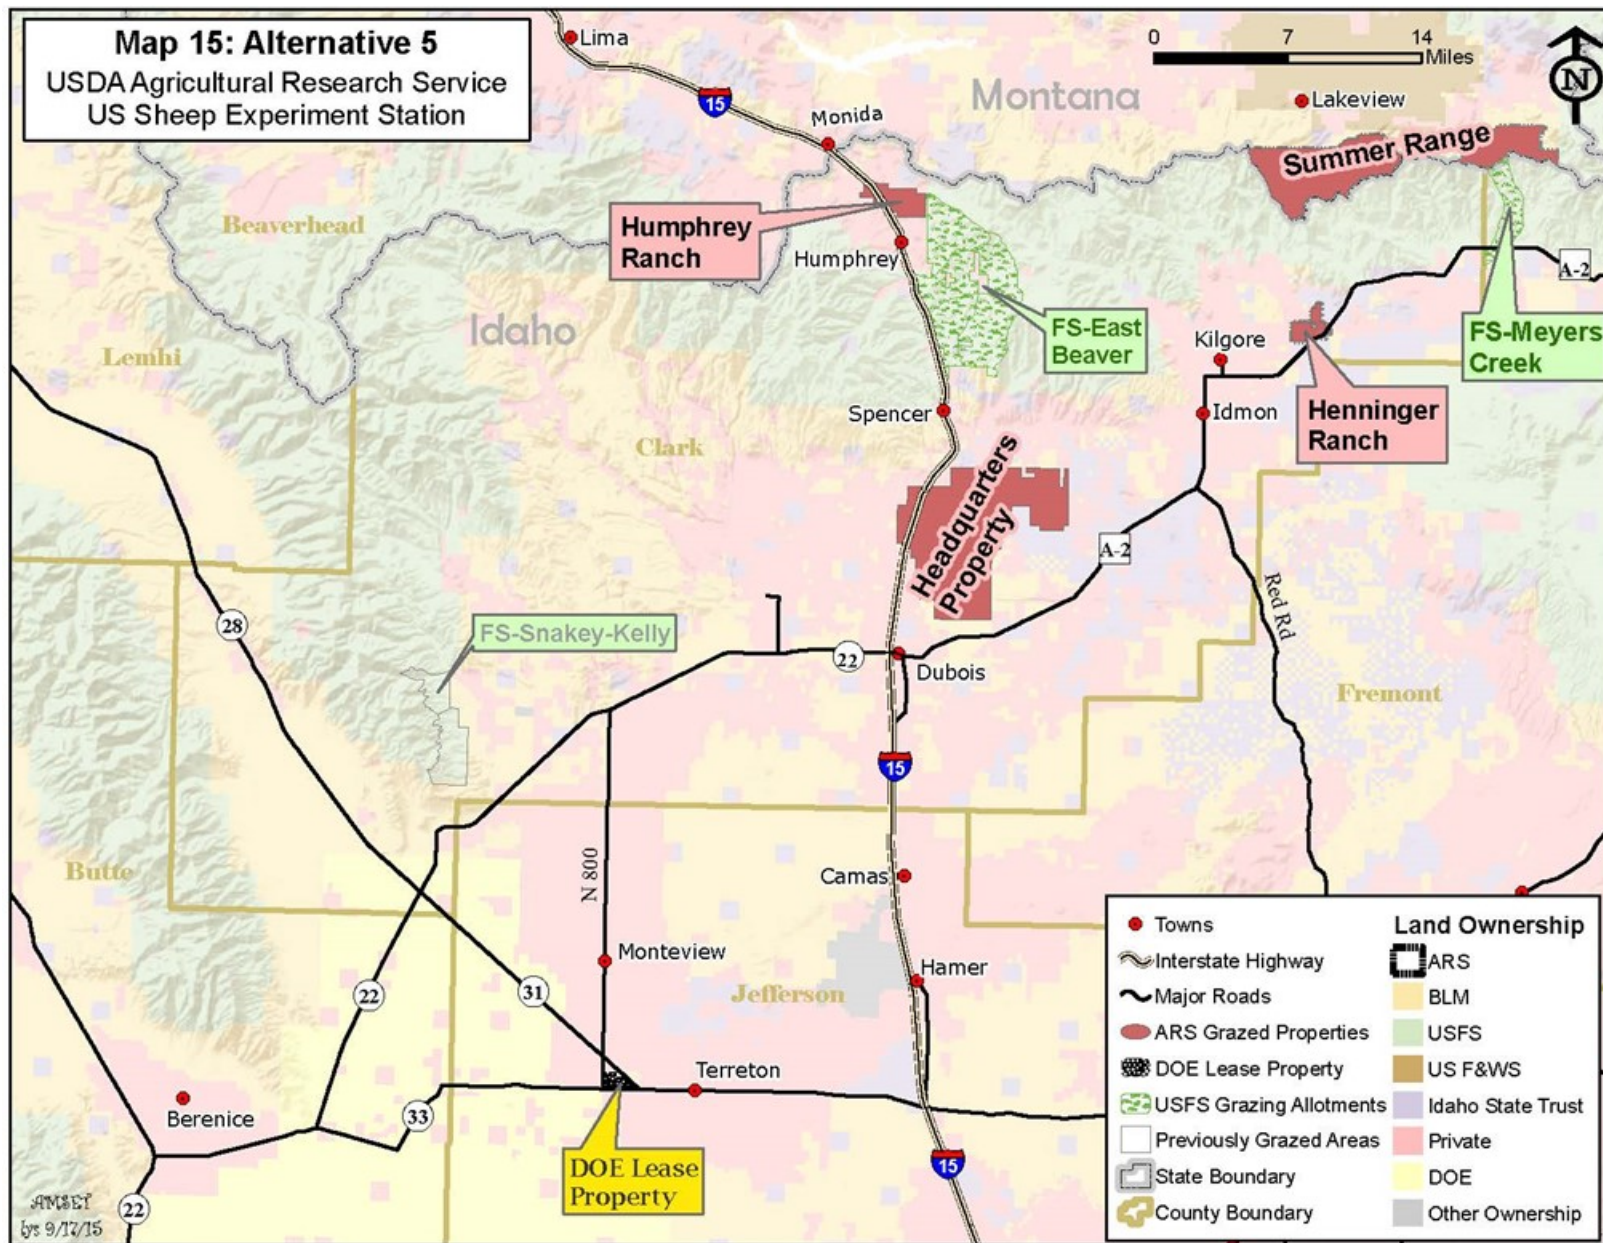 Map 15: Alternative 5
USDA Agricultural Research Service
US Sheep Experiment Station
Lima
15
Monida
Montana
0 7 14
Miles
N
Lakeview
Summer Range
Beaverhead
Humphrey
Ranch
Humphrey
A-2
Idaho
FS-East
Beaver
Kilgore
FS-Meyers
Creek
Lemhi
Spencer
Idmon
Henninger
Ranch
Clark
Headquarters
Property
A-2
Red Rd
28
FS-Snakey-Kelly
22
Dubois
Fremont
15
Butte
N 800
Camas
Monteview
Hamer
22
31
Jefferson
Terreton
Berenice
33
DOE Lease
Property
15
22
AMSET
lys 9/17/15
Towns
Interstate Highway
Major Roads
ARS Grazed Properties
DOE Lease Property
USFS Grazing Allotments
Previously Grazed Areas
State Boundary
County Boundary
Land Ownership
ARS
BLM
USFS
US F&WS
Idaho State Trust
Private
DOE
Other Ownership